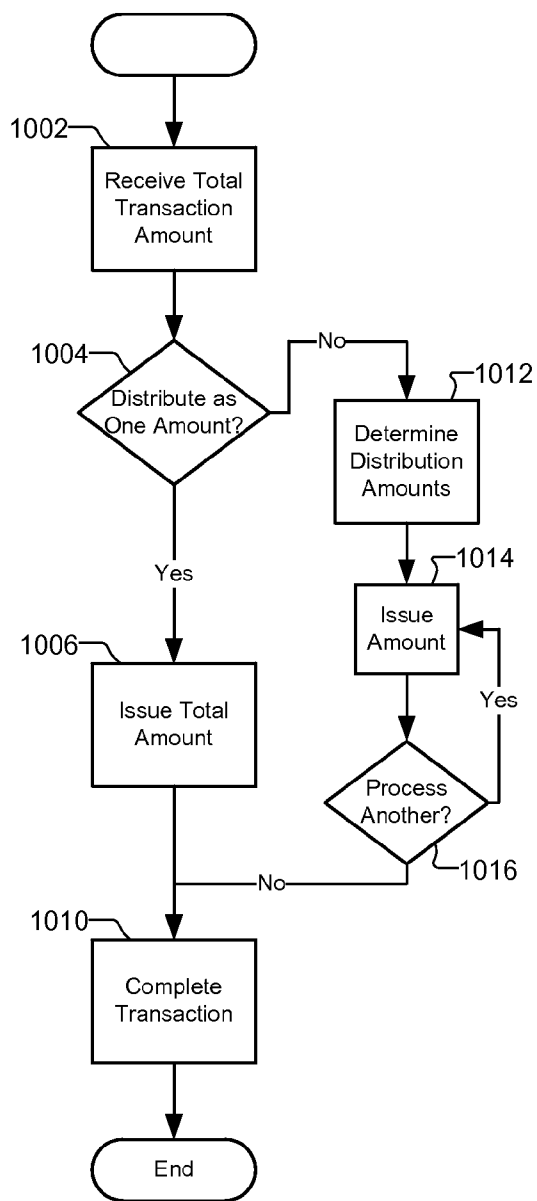 1002
Receive Total
Transaction
Amount
1004
Distribute as
One Amount?
No
1012
Determine
Distribution
Amounts
1014
Issue
Amount
Yes
Yes
1006
Issue Total
Amount
Process
Another?
1016
No
1010
Complete
Transaction
End